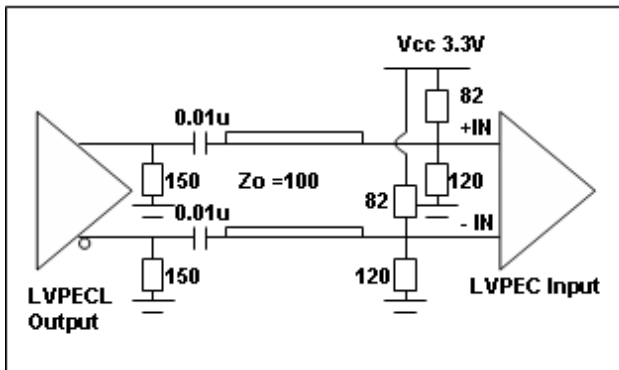 Vcc 3.3V
82
0.01u
+IN
150
Zo =100
120
0.01u
82
- IN
150
120
LVPECL
Output
LVPEC Input